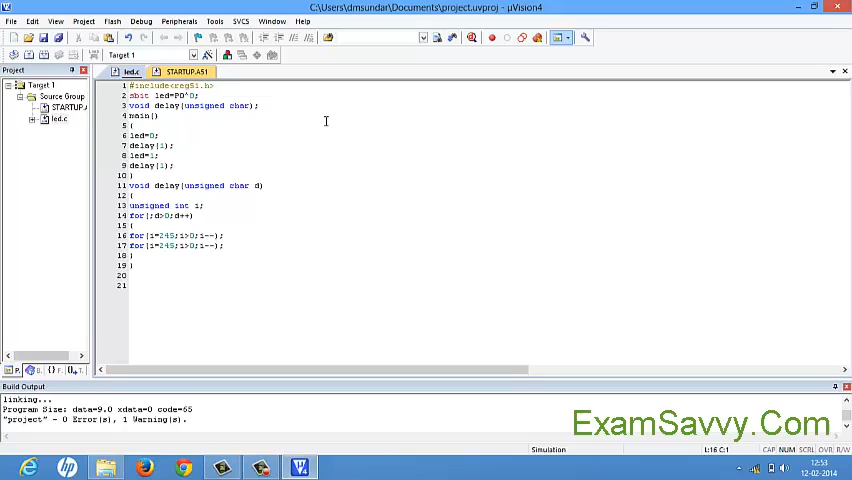 C:\Users\dmsundar\Documents\project.uvproj - µVision4
File Edit View Project Flash Debug Peripherals Tools SVCS Window Help
Target 1
Project
led.c STARTUP.A51
Target 1
Source Group
STARTUP.A
led.c
1 #include<reg51.h>
2 sbit led=P0^0;
3 void delay(unsigned char);
4 main()
5 {
6 led=0;
7 delay(1);
8 led=1;
9 delay(1);
10 }
11 void delay(unsigned char d)
12 {
13 unsigned int i;
14 for(;d>0;d++)
15 {
16 for(i=245;i>0;i--);
17 for(i=245;i>0;i--);
18 }
19 }
20
21
P. B. {} F. T.
Build Output
linking...
Program Size: data=9.0 xdata=0 code=65
"project" - 0 Error(s), 1 Warning(s).
ExamSavvy.Com
Simulation L:16 C:1 CAP NUM SCRL OVR R/W
12:53
12-02-2014